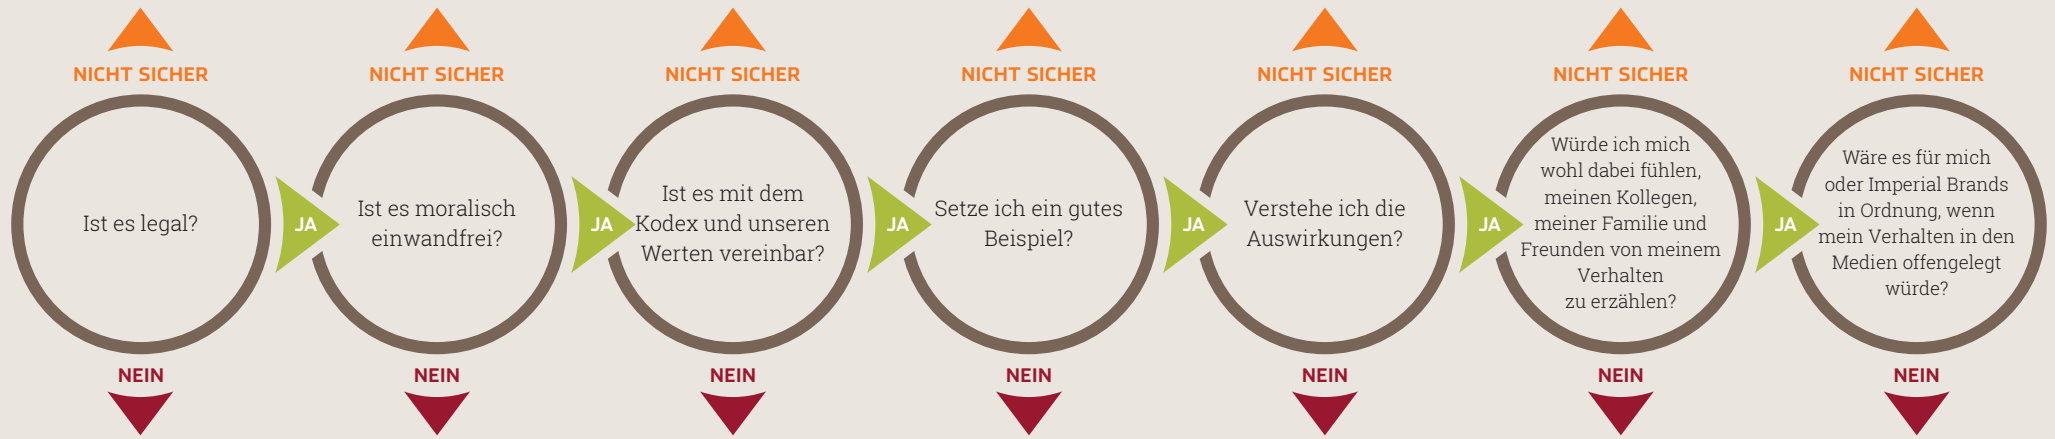 NICHT SICHER
NICHT SICHER
NICHT SICHER
NICHT SICHER
NICHT SICHER
NICHT SICHER
NICHT SICHER
Ist es legal?
JA
Ist es moralisch
einwandfrei?
JA
Ist es mit dem
Kodex und unseren
Werten vereinbar?
JA
Setze ich ein gutes
Beispiel?
JA
Verstehe ich die
Auswirkungen?
JA
Würde ich mich
wohl dabei fühlen,
meinen Kollegen,
meiner Familie und
Freunden von meinem
Verhalten
zu erzählen?
JA
Wäre es für mich
oder Imperial Brands
in Ordnung, wenn
mein Verhalten in den
Medien offengelegt
würde?
NEIN
NEIN
NEIN
NEIN
NEIN
NEIN
NEIN